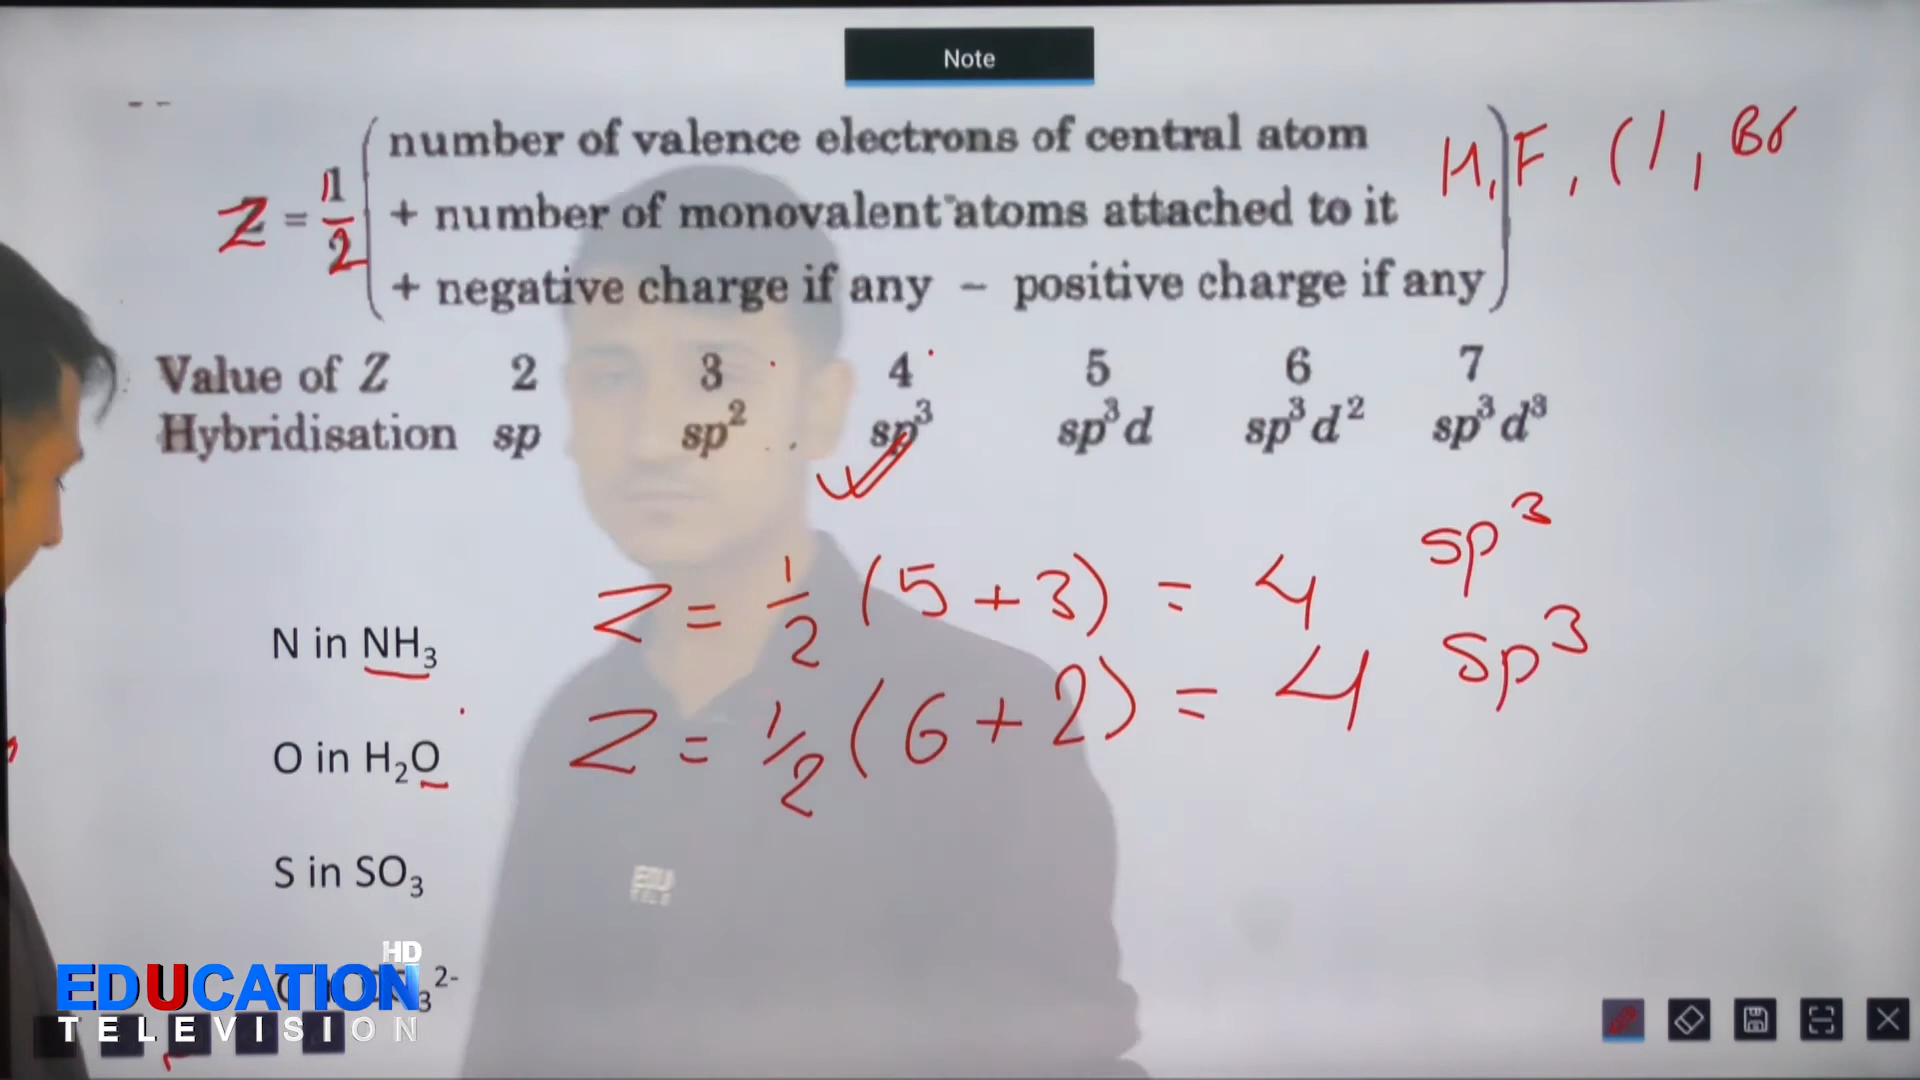 Note
Z = 1/2 ( number of valence electrons of central atom
+ number of monovalent atoms attached to it
+ negative charge if any - positive charge if any )
H, F, Cl, Br
Value of Z 2 3 4 5 6 7
Hybridisation sp sp² sp³ sp³d sp³d² sp³d³
N in NH₃ Z = 1/2 (5 + 3) = 4 sp³
O in H₂O Z = 1/2 (6 + 2) = 4 sp³
S in SO₃
₃²⁻
HD
EDUCATION
TELEVISION
EDU
TELE